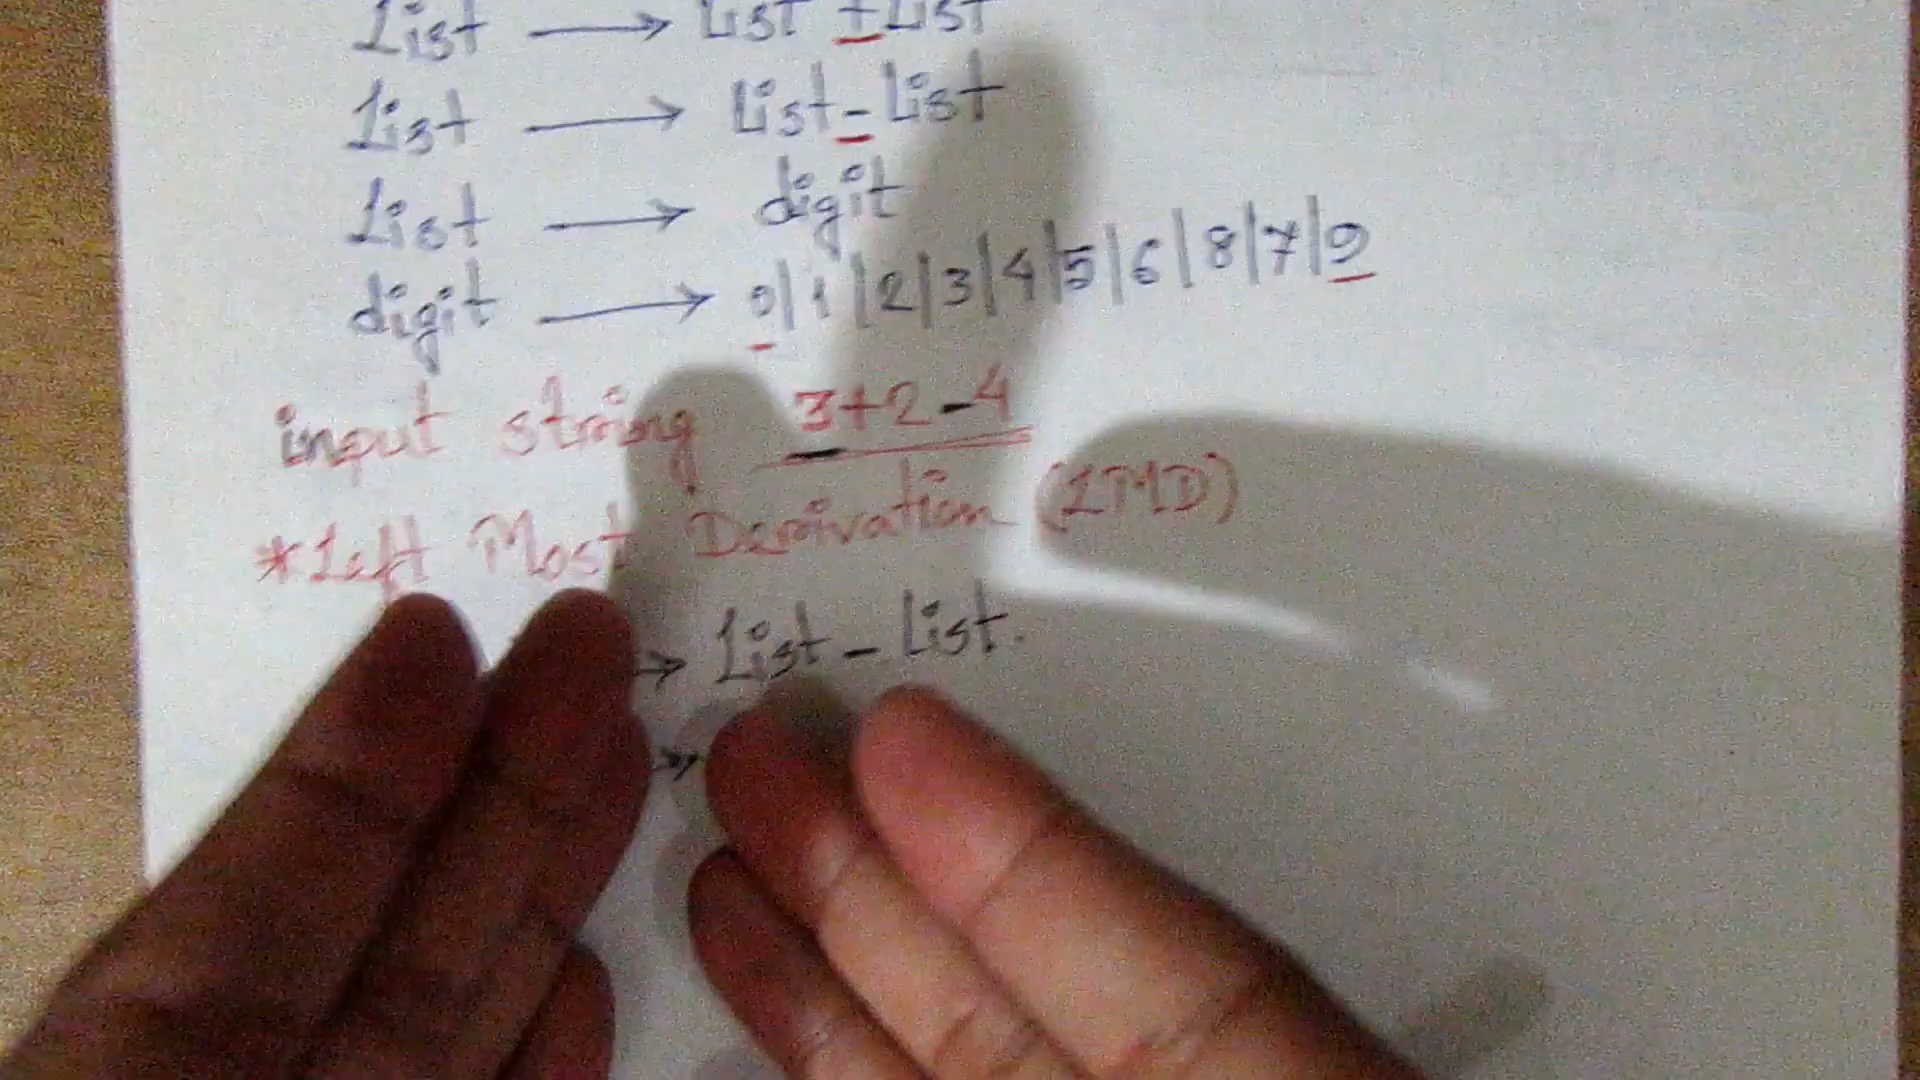 List → List + List
List → List - List
List → digit
digit → 0|1|2|3|4|5|6|8|7|9
input string 3+2-4
*Left Most Derivation (LMD)
→ List - List.
→